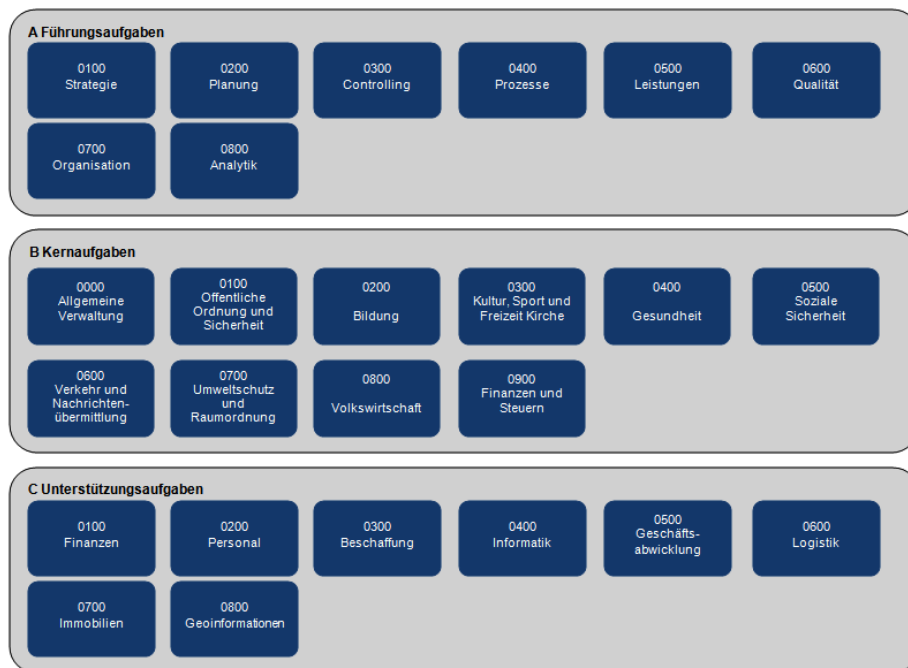 A Führungsaufgaben
0100
Strategie
0200
Planung
0300
Controlling
0400
Prozesse
0500
Leistungen
0600
Qualität
0700
Organisation
0800
Analytik
B Kernaufgaben
0000
Allgemeine
Verwaltung
0100
Offentliche
Ordnung und
Sicherheit
0200
Bildung
0300
Kultur, Sport und
Freizeit Kirche
0400
Gesundheit
0500
Soziale
Sicherheit
0600
Verkehr und
Nachrichten-
übermittlung
0700
Umweltschutz
und
Raumordnung
0800
Volkswirtschaft
0900
Finanzen und
Steuern
C Unterstützungsaufgaben
0100
Finanzen
0200
Personal
0300
Beschaffung
0400
Informatik
0500
Geschäfts-
abwicklung
0600
Logistik
0700
Immobilien
0800
Geoinformationen